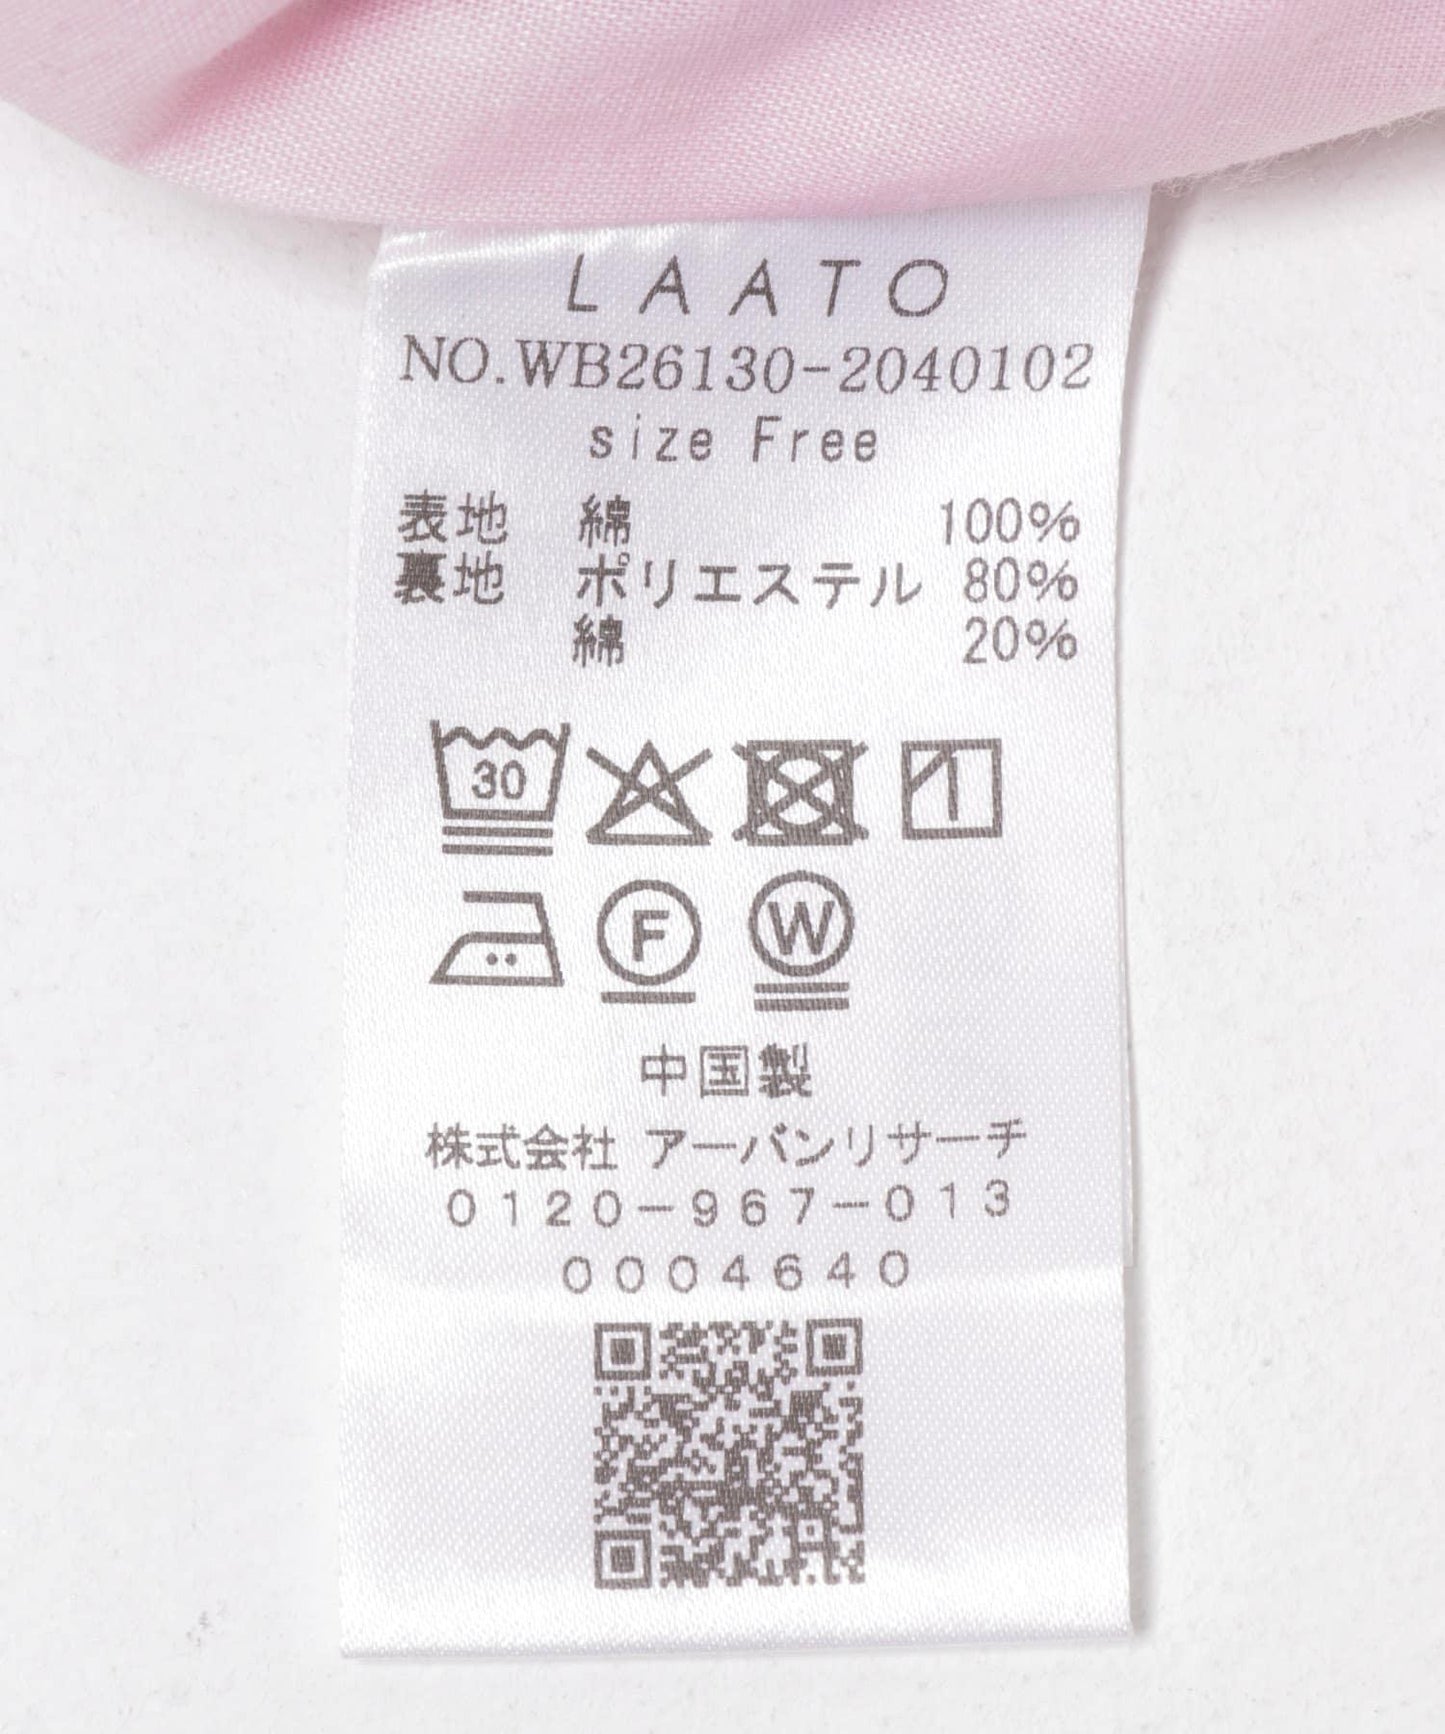 LAATO
NO.WB26130-2040102
size Free
表地 綿 100%
裏地 ポリエステル 80%
綿 20%
30
F W
中国製
株式会社 アーバンリサーチ
0120-967-013
0004640